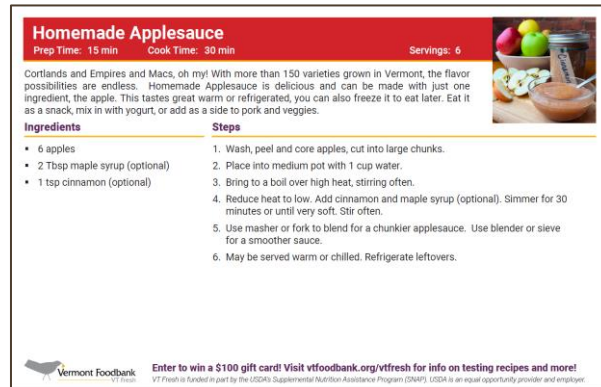 Homemade Applesauce
Prep Time: 15 min Cook Time: 30 min Servings: 6
Cortlands and Empires and Macs, oh my! With more than 150 varieties grown in Vermont, the flavor
possibilities are endless. Homemade Applesauce is delicious and can be made with just one
ingredient, the apple. This tastes great warm or refrigerated, you can also freeze it to eat later. Eat it
as a snack, mix in with yogurt, or add as a side to pork and veggies.
Ingredients
▪ 6 apples
▪ 2 Tbsp maple syrup (optional)
▪ 1 tsp cinnamon (optional)
Steps
1. Wash, peel and core apples, cut into large chunks.
2. Place into medium pot with 1 cup water.
3. Bring to a boil over high heat, stirring often.
4. Reduce heat to low. Add cinnamon and maple syrup (optional). Simmer for 30
minutes or until very soft. Stir often.
5. Use masher or fork to blend for a chunkier applesauce. Use blender or sieve
for a smoother sauce.
6. May be served warm or chilled. Refrigerate leftovers.
Cinnamon
Vermont Foodbank
VT Fresh
Enter to win a $100 gift card! Visit vtfoodbank.org/vtfresh for info on testing recipes and more!
VT Fresh is funded in part by the USDA's Supplemental Nutrition Assistance Program (SNAP). USDA is an equal opportunity provider and employer.